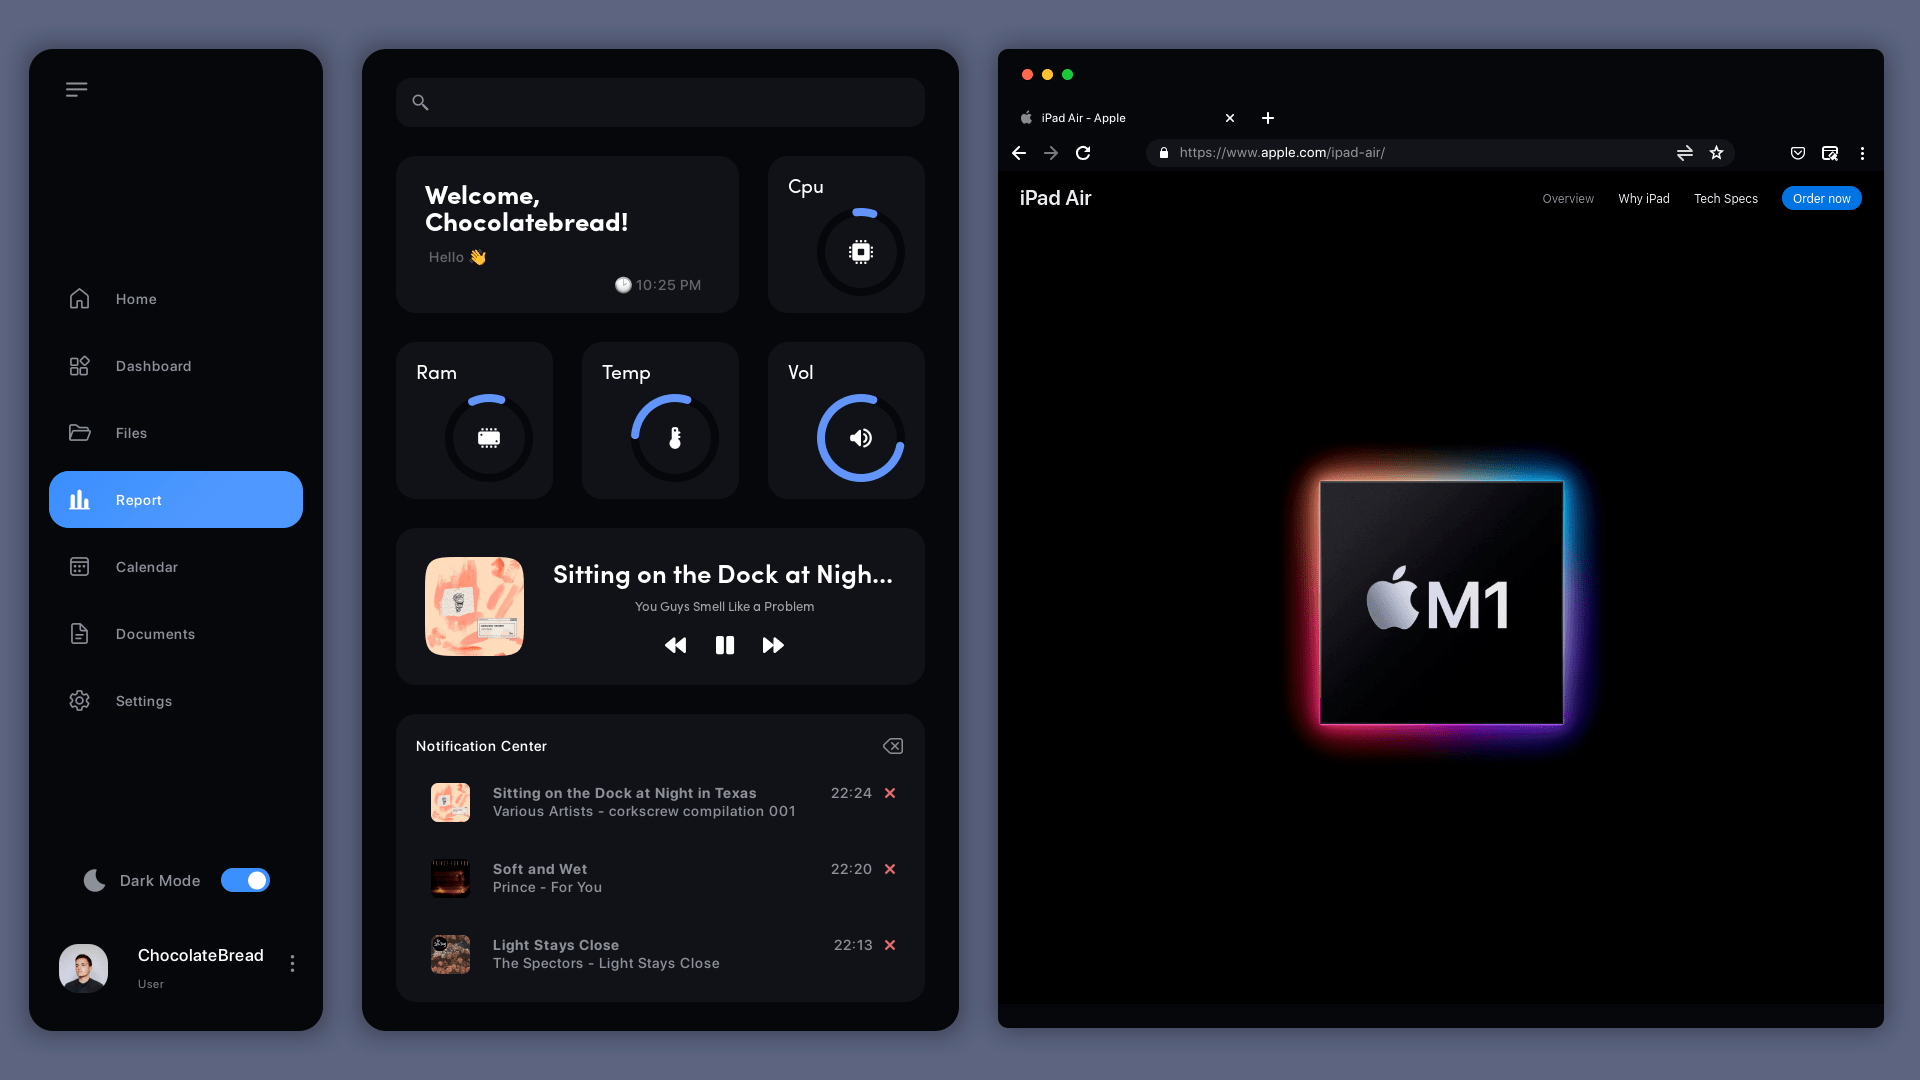 Home
Dashboard
Files
Report
Calendar
Documents
Settings
Dark Mode
ChocolateBread
User
Welcome,
Chocolatebread!
Hello 👋
10:25 PM
Cpu
Ram
Temp
Vol
Sitting on the Dock at Nigh...
You Guys Smell Like a Problem
Notification Center
Sitting on the Dock at Night in Texas 22:24
Various Artists - corkscrew compilation 001
Soft and Wet 22:20
Prince - For You
Light Stays Close 22:13
The Spectors - Light Stays Close
iPad Air - Apple
https://www.apple.com/ipad-air/
iPad Air
Overview
Why iPad
Tech Specs
Order now
M1